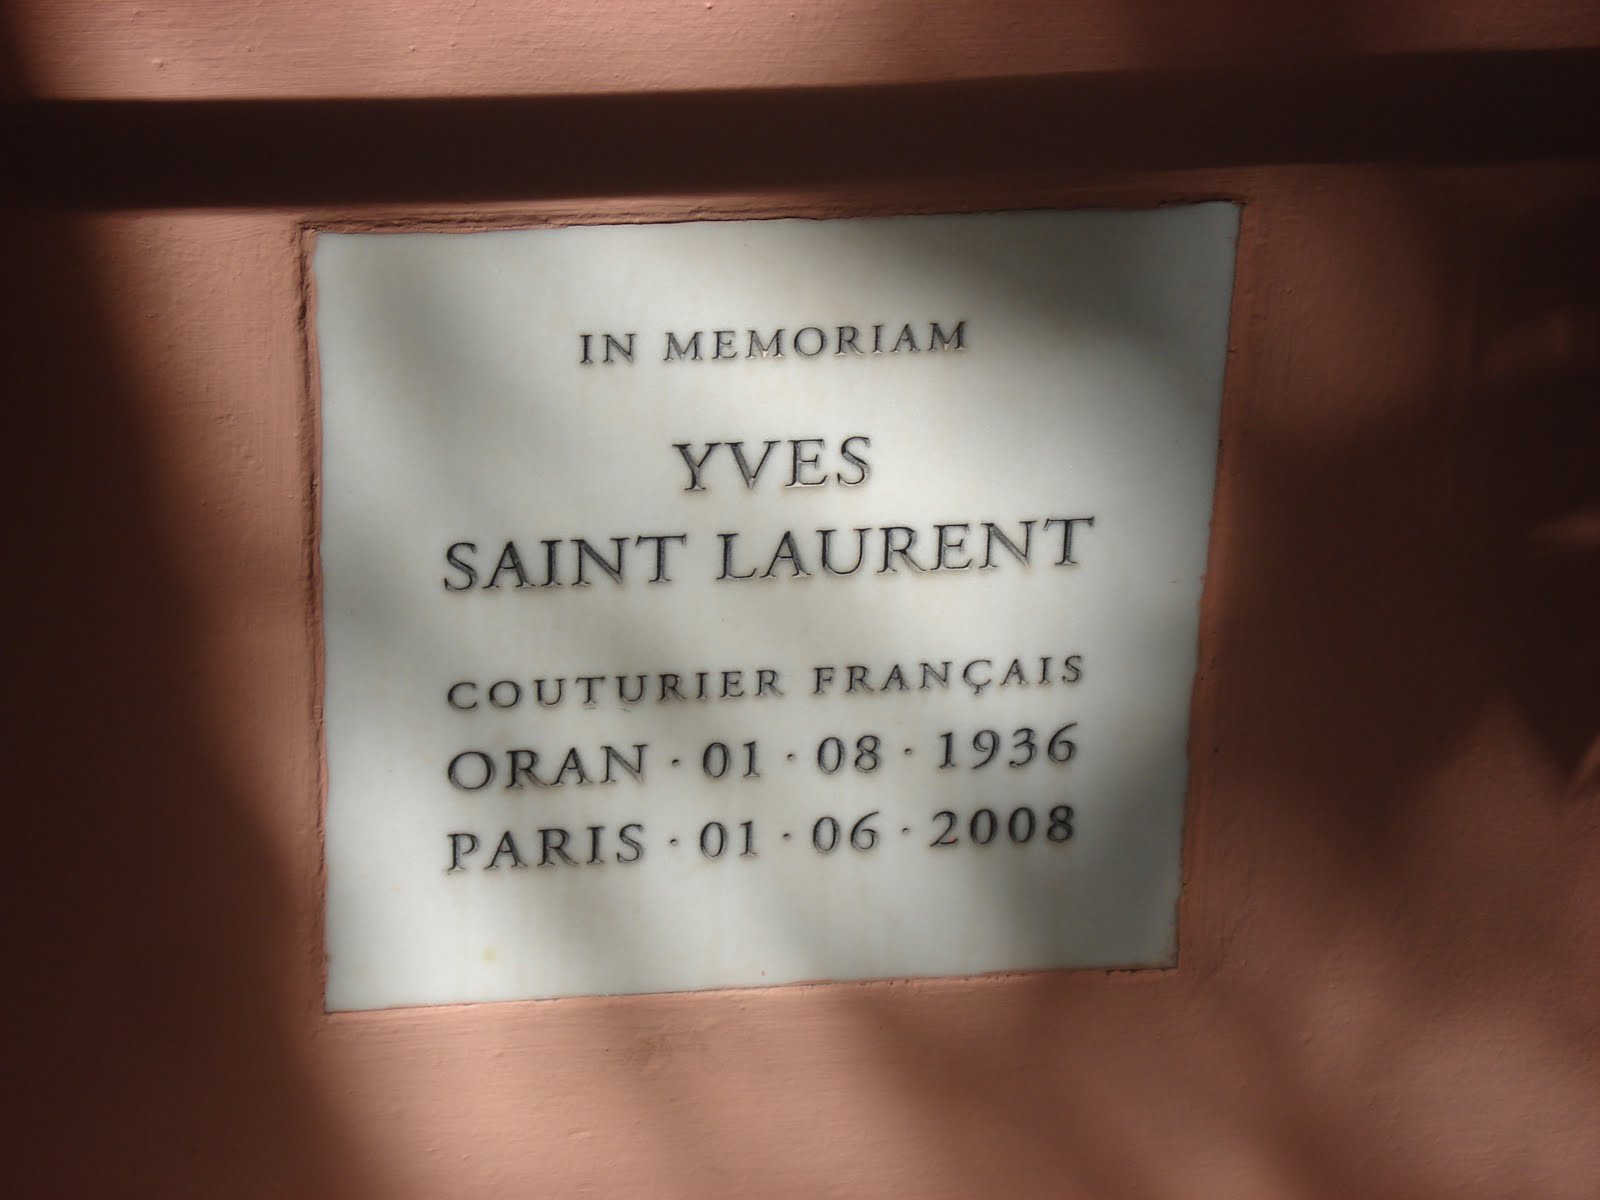 IN MEMORIAM
YVES
SAINT LAURENT
COUTURIER FRANÇAIS
ORAN · 01 · 08 · 1936
PARIS · 01 · 06 · 2008